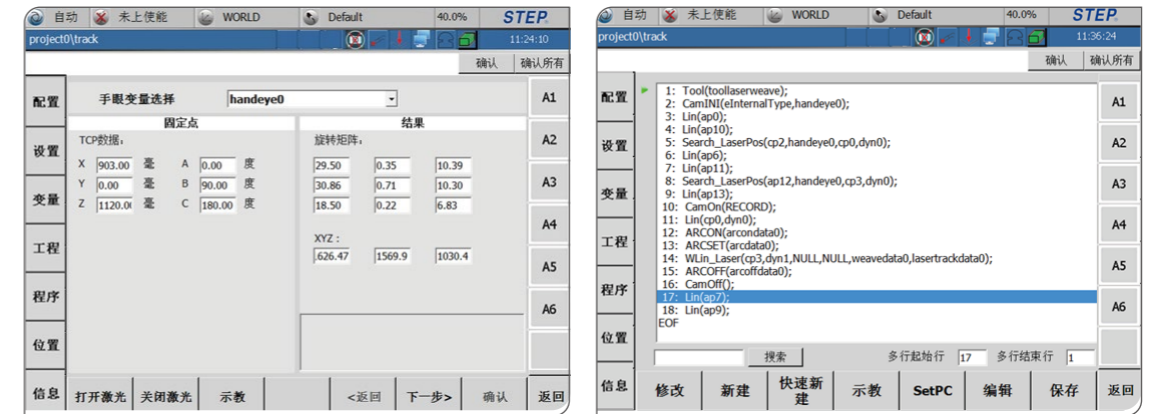 自动 未上使能 WORLD Default 40.0% STEP
project0\track 11:24:10
确认 确认所有
配置
设置
变量
工程
程序
位置
信息
手眼变量选择 handeye0
固定点 结果
TCP数据: 旋转矩阵:
X 903.00 毫 A 0.00 度 29.50 0.35 10.39
Y 0.00 毫 B 90.00 度 30.86 0.71 10.30
Z 1120.0 毫 C 180.00 度 18.50 0.22 6.83
XYZ:
.626.47 1569.9 1030.4
A1
A2
A3
A4
A5
A6
打开激光 关闭激光 示教 <返回 下一步> 确认 返回
自动 未上使能 WORLD Default 40.0% STEP
project0\track 11:36:24
确认 确认所有
配置
设置
变量
工程
程序
位置
信息
1: Tool(toollaserweave);
2: CamINI(eInternalType,handeye0);
3: Lin(ap0);
4: Lin(ap10);
5: Search_LaserPos(cp2,handeye0,cp0,dyn0);
6: Lin(ap6);
7: Lin(ap11);
8: Search_LaserPos(ap12,handeye0,cp3,dyn0);
9: Lin(ap13);
10: CamOn(RECORD);
11: Lin(cp0,dyn0);
12: ARCON(arcondata0);
13: ARCSET(arcdata0);
14: WLin_Laser(cp3,dyn1,NULL,NULL,weavedata0,lasertrackdata0);
15: ARCOFF(arcoffdata0);
16: CamOff();
17: Lin(ap7);
18: Lin(ap9);
EOF
搜索 多行起始行 17 多行结束行 1
A1
A2
A3
A4
A5
A6
修改 新建 快速新建 示教 SetPC 编辑 保存 返回